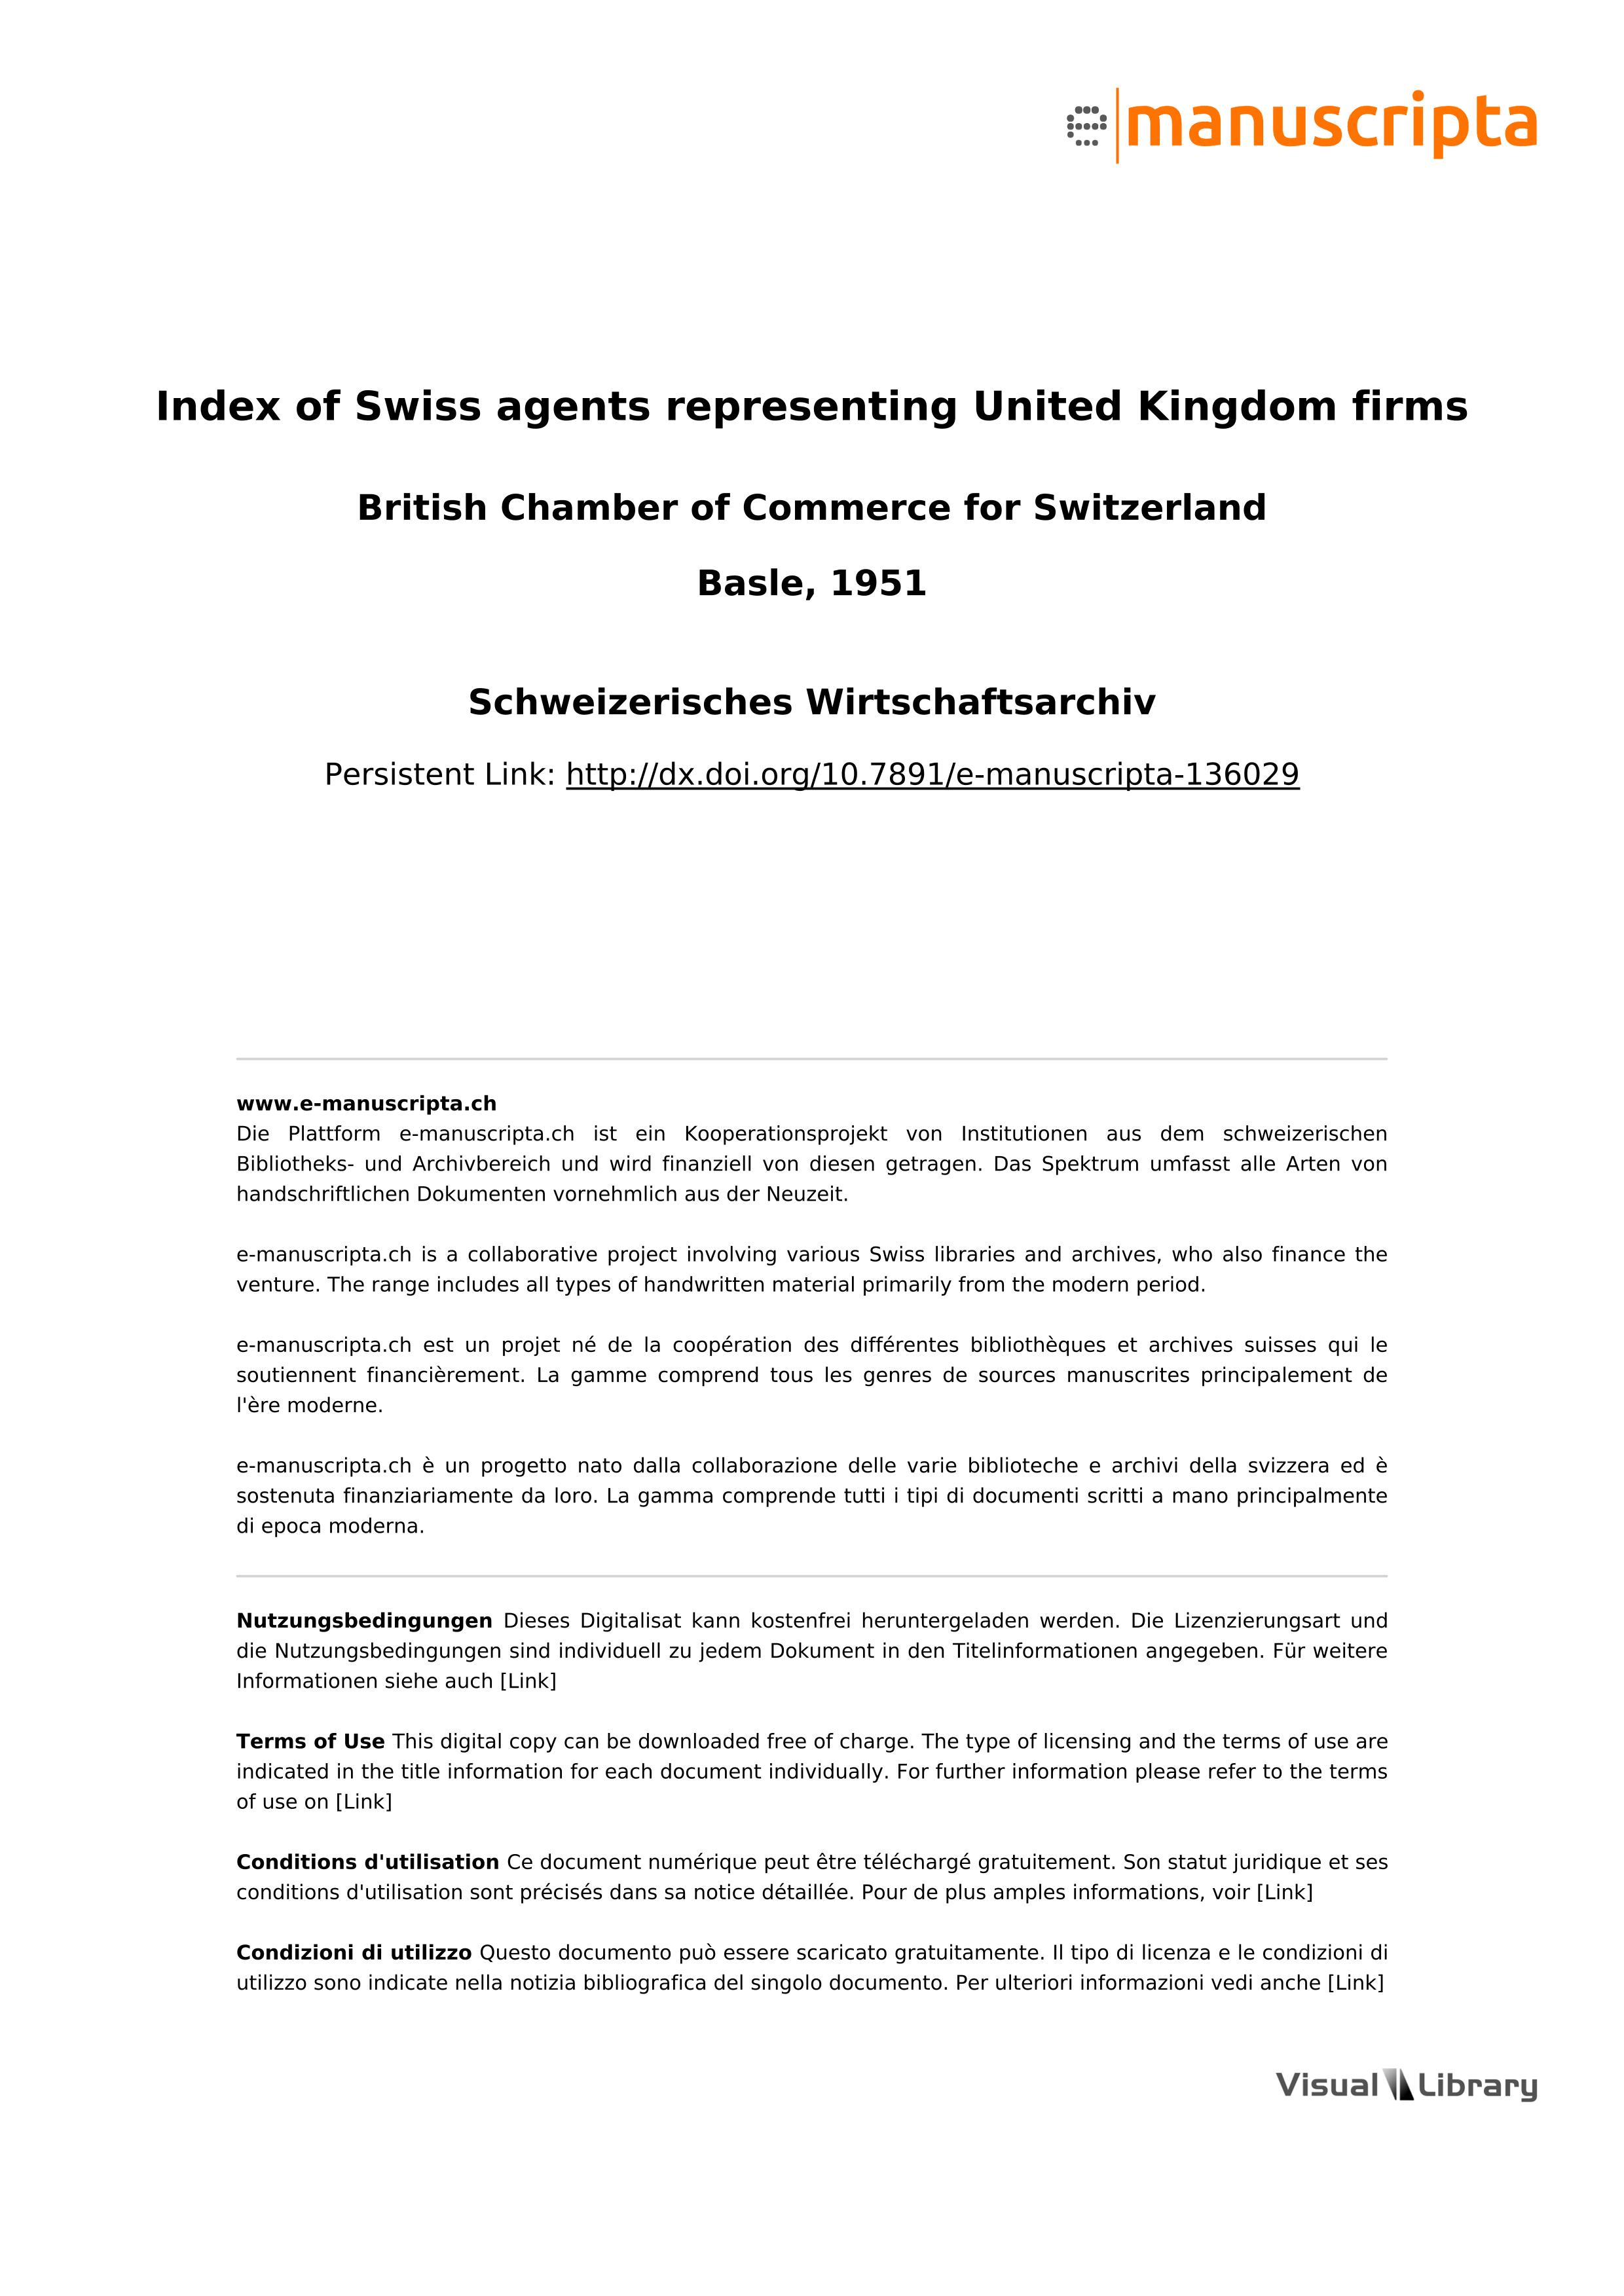 e manuscripta
Index of Swiss agents representing United Kingdom firms
British Chamber of Commerce for Switzerland
Basle, 1951
Schweizerisches Wirtschaftsarchiv
Persistent Link: http://dx.doi.org/10.7891/e-manuscripta-136029
www.e-manuscripta.ch
Die Plattform e-manuscripta.ch ist ein Kooperationsprojekt von Institutionen aus dem schweizerischen
Bibliotheks- und Archivbereich und wird finanziell von diesen getragen. Das Spektrum umfasst alle Arten von
handschriftlichen Dokumenten vornehmlich aus der Neuzeit.
e-manuscripta.ch is a collaborative project involving various Swiss libraries and archives, who also finance the
venture. The range includes all types of handwritten material primarily from the modern period.
e-manuscripta.ch est un projet né de la coopération des différentes bibliothèques et archives suisses qui le
soutiennent financièrement. La gamme comprend tous les genres de sources manuscrites principalement de
l'ère moderne.
e-manuscripta.ch è un progetto nato dalla collaborazione delle varie biblioteche e archivi della svizzera ed è
sostenuta finanziariamente da loro. La gamma comprende tutti i tipi di documenti scritti a mano principalmente
di epoca moderna.
Nutzungsbedingungen Dieses Digitalisat kann kostenfrei heruntergeladen werden. Die Lizenzierungsart und
die Nutzungsbedingungen sind individuell zu jedem Dokument in den Titelinformationen angegeben. Für weitere
Informationen siehe auch [Link]
Terms of Use This digital copy can be downloaded free of charge. The type of licensing and the terms of use are
indicated in the title information for each document individually. For further information please refer to the terms
of use on [Link]
Conditions d'utilisation Ce document numérique peut être téléchargé gratuitement. Son statut juridique et ses
conditions d'utilisation sont précisés dans sa notice détaillée. Pour de plus amples informations, voir [Link]
Condizioni di utilizzo Questo documento può essere scaricato gratuitamente. Il tipo di licenza e le condizioni di
utilizzo sono indicate nella notizia bibliografica del singolo documento. Per ulteriori informazioni vedi anche [Link]
Visual Library